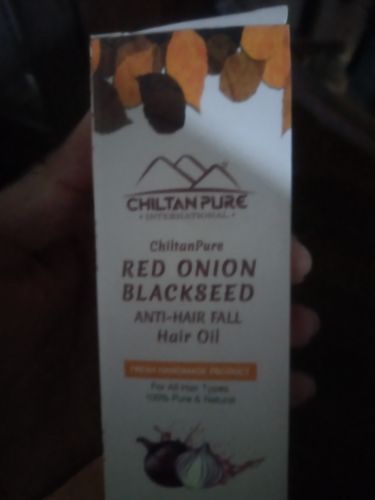 CHILTAN PURE
• INTERNATIONAL •
ChiltanPure
RED ONION
BLACKSEED
ANTI-HAIR FALL
Hair Oil
FRESH HANDMADE PRODUCT
For All Hair Types
100% Pure & Natural